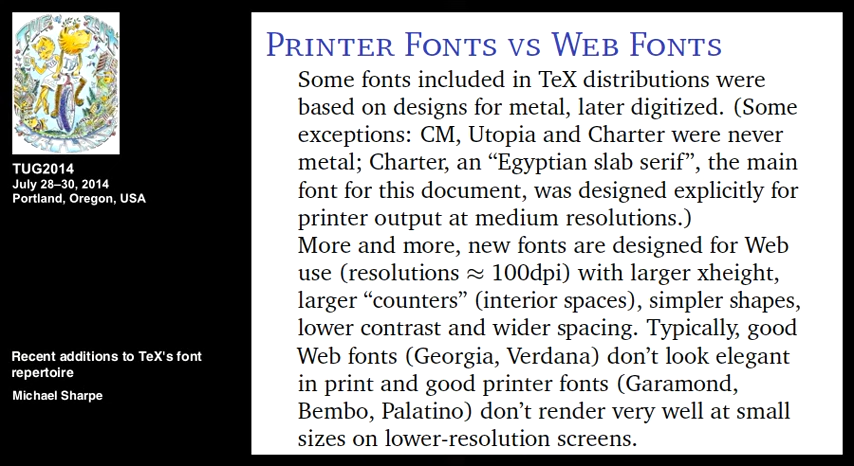 TUG2014
July 28–30, 2014
Portland, Oregon, USA
Recent additions to TeX's font
repertoire
Michael Sharpe
PRINTER FONTS VS WEB FONTS
Some fonts included in TeX distributions were
based on designs for metal, later digitized. (Some
exceptions: CM, Utopia and Charter were never
metal; Charter, an “Egyptian slab serif”, the main
font for this document, was designed explicitly for
printer output at medium resolutions.)
More and more, new fonts are designed for Web
use (resolutions ≈ 100dpi) with larger xheight,
larger “counters” (interior spaces), simpler shapes,
lower contrast and wider spacing. Typically, good
Web fonts (Georgia, Verdana) don’t look elegant
in print and good printer fonts (Garamond,
Bembo, Palatino) don’t render very well at small
sizes on lower-resolution screens.